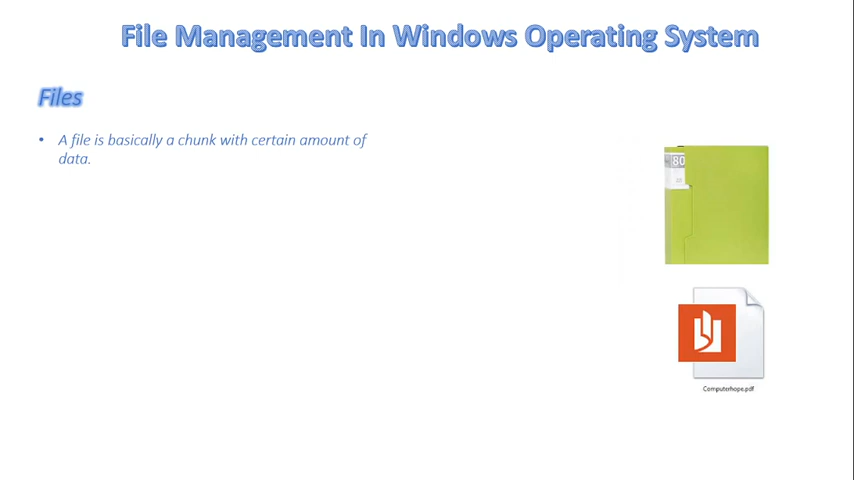 File Management In Windows Operating System
Files
• A file is basically a chunk with certain amount of
data.
80
Computerhope.pdf